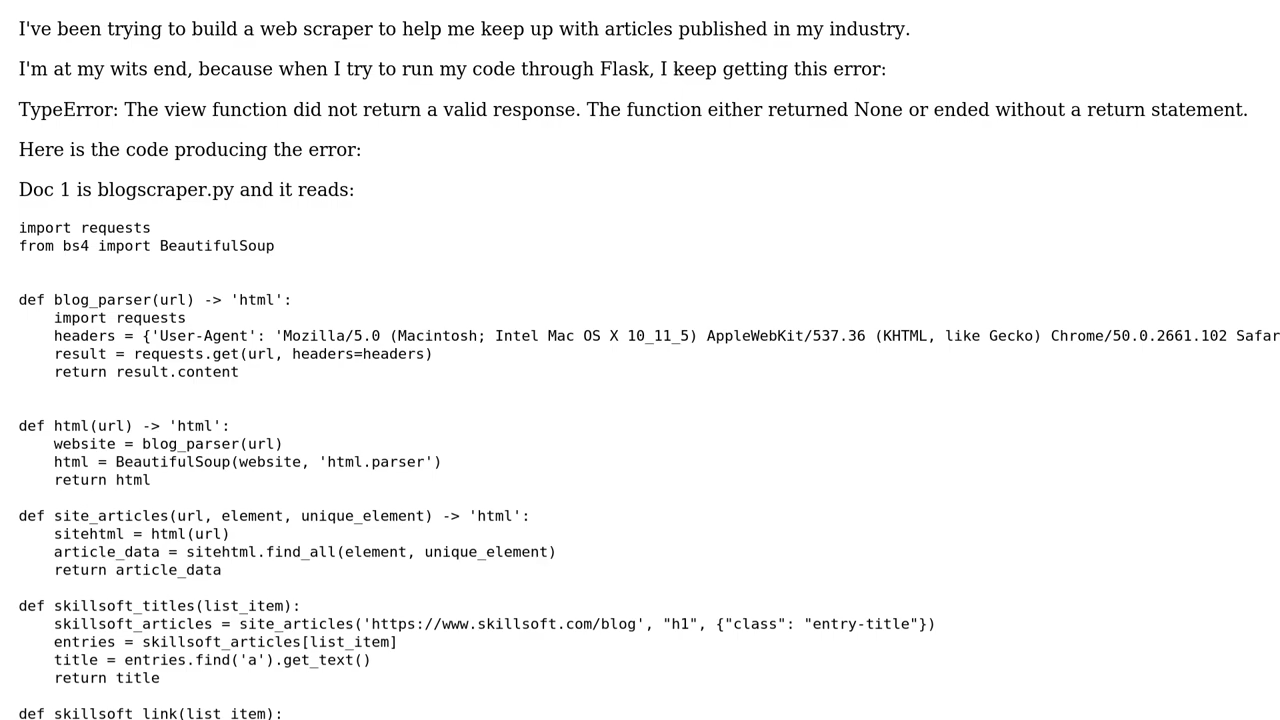 I've been trying to build a web scraper to help me keep up with articles published in my industry.
I'm at my wits end, because when I try to run my code through Flask, I keep getting this error:
TypeError: The view function did not return a valid response. The function either returned None or ended without a return statement.
Here is the code producing the error:
Doc 1 is blogscraper.py and it reads:
import requests
from bs4 import BeautifulSoup
def blog_parser(url) -> 'html':
    import requests
    headers = {'User-Agent': 'Mozilla/5.0 (Macintosh; Intel Mac OS X 10_11_5) AppleWebKit/537.36 (KHTML, like Gecko) Chrome/50.0.2661.102 Safar
    result = requests.get(url, headers=headers)
    return result.content
def html(url) -> 'html':
    website = blog_parser(url)
    html = BeautifulSoup(website, 'html.parser')
    return html
def site_articles(url, element, unique_element) -> 'html':
    sitehtml = html(url)
    article_data = sitehtml.find_all(element, unique_element)
    return article_data
def skillsoft_titles(list_item):
    skillsoft_articles = site_articles('https://www.skillsoft.com/blog', "h1", {"class": "entry-title"})
    entries = skillsoft_articles[list_item]
    title = entries.find('a').get_text()
    return title
def skillsoft_link(list_item):